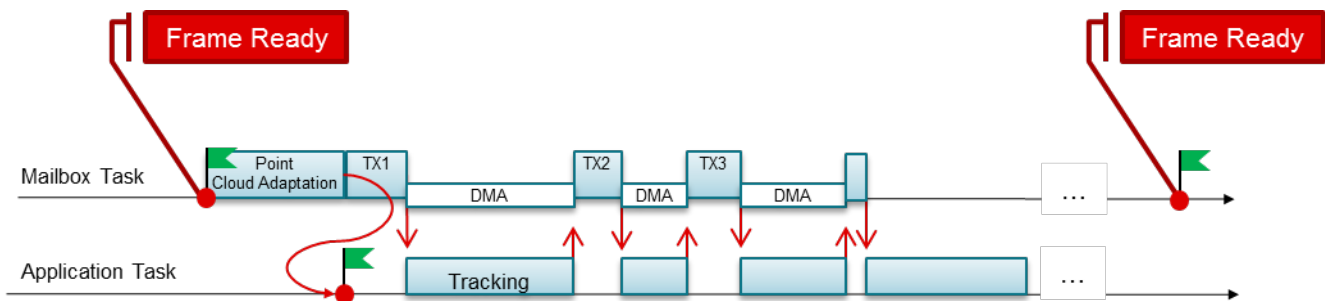 Frame Ready
Frame Ready
Mailbox Task
Point
Cloud Adaptation
TX1
DMA
TX2
DMA
TX3
DMA
...
Application Task
Tracking
...